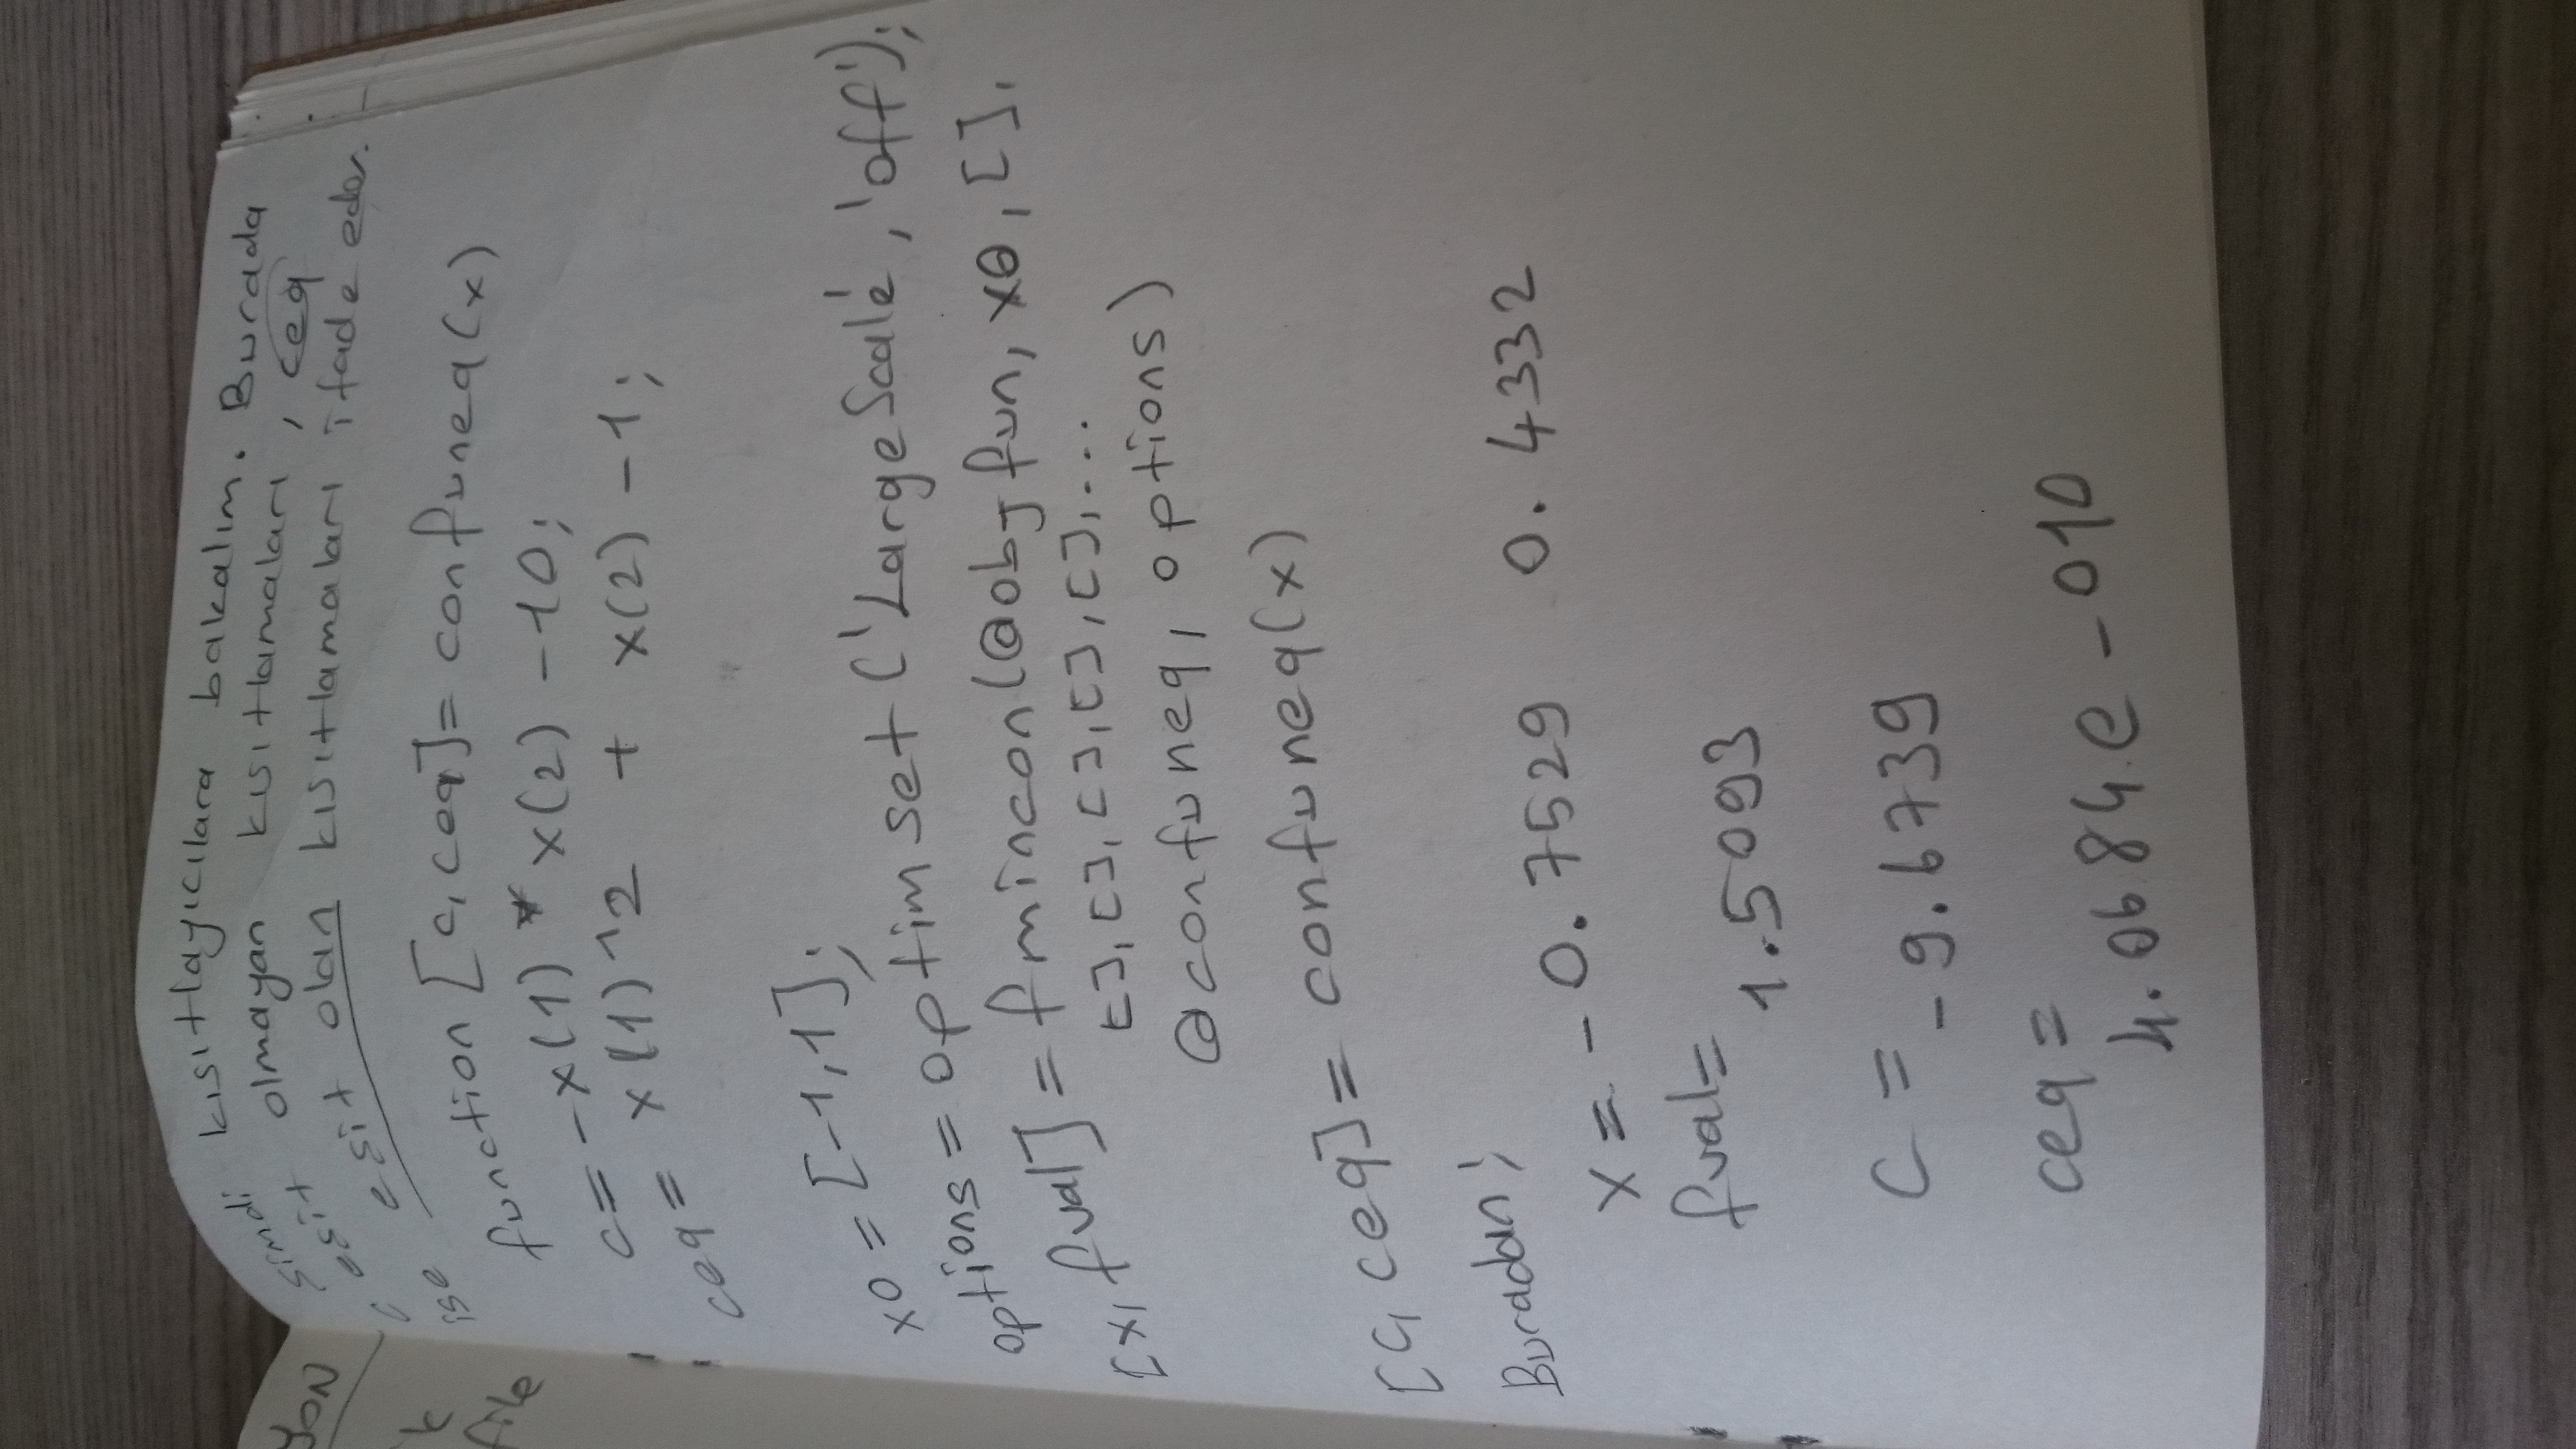 YON
k
file
şimdi kısıtlayıcılara bakalım. Burada
c eşit olmayan kısıtlamaları, ceq
ise eşit olan kısıtlamaları ifade eder.
function [c, ceq] = confuneq(x)
c = -x(1) * x(2) - 10;
ceq = x(1)^2 + x(2) - 1;
x0 = [-1,1];
options = optimset('LargeScale', 'off');
[x, fval] = fmincon(@objfun, x0, [],
[], [], [], [], [], ...
@confuneq, options)
[c, ceq] = confuneq(x)
Buradan;
x = -0.7529 0.4332
fval =
1.5093
c =
-9.6739
ceq =
4.0684e-010